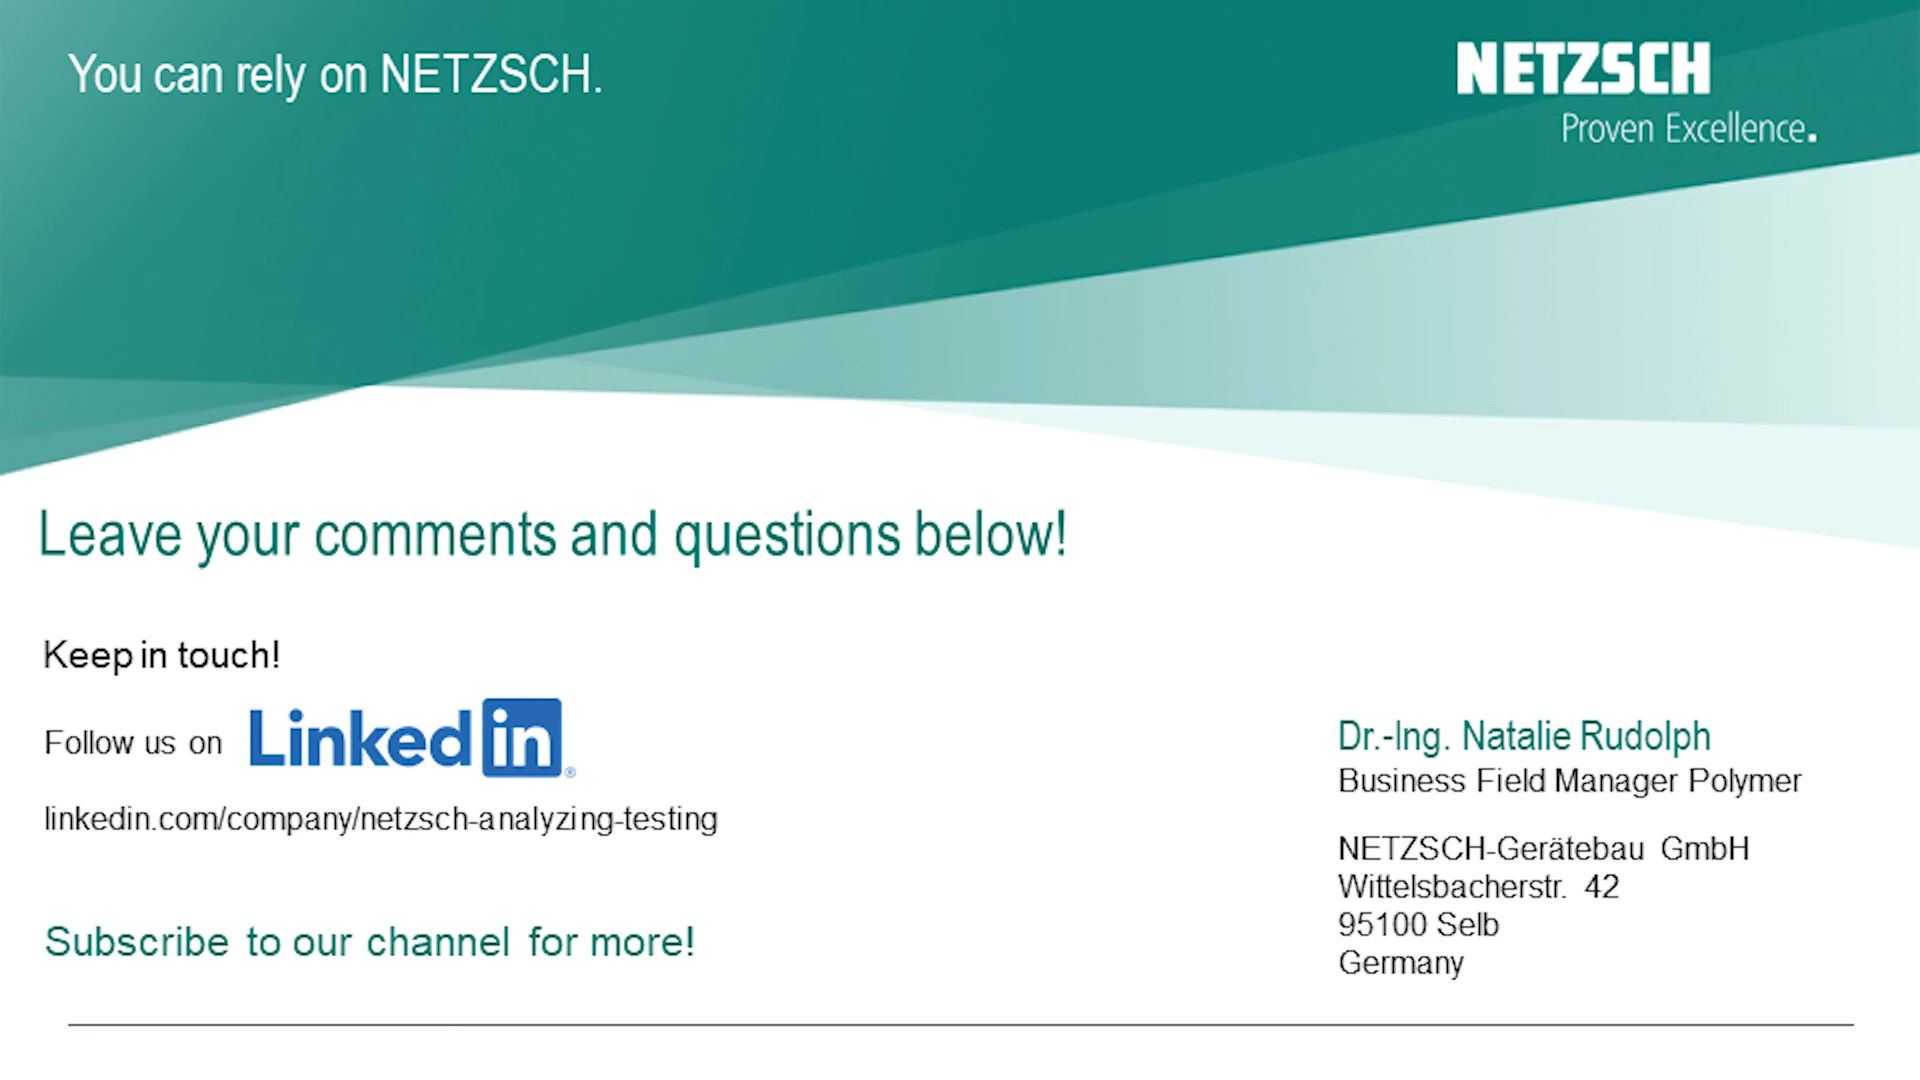 You can rely on NETZSCH.
NETZSCH
Proven Excellence.
Leave your comments and questions below!
Keep in touch!
Follow us on LinkedIn®
linkedin.com/company/netzsch-analyzing-testing
Subscribe to our channel for more!
Dr.-Ing. Natalie Rudolph
Business Field Manager Polymer
NETZSCH-Gerätebau GmbH
Wittelsbacherstr. 42
95100 Selb
Germany